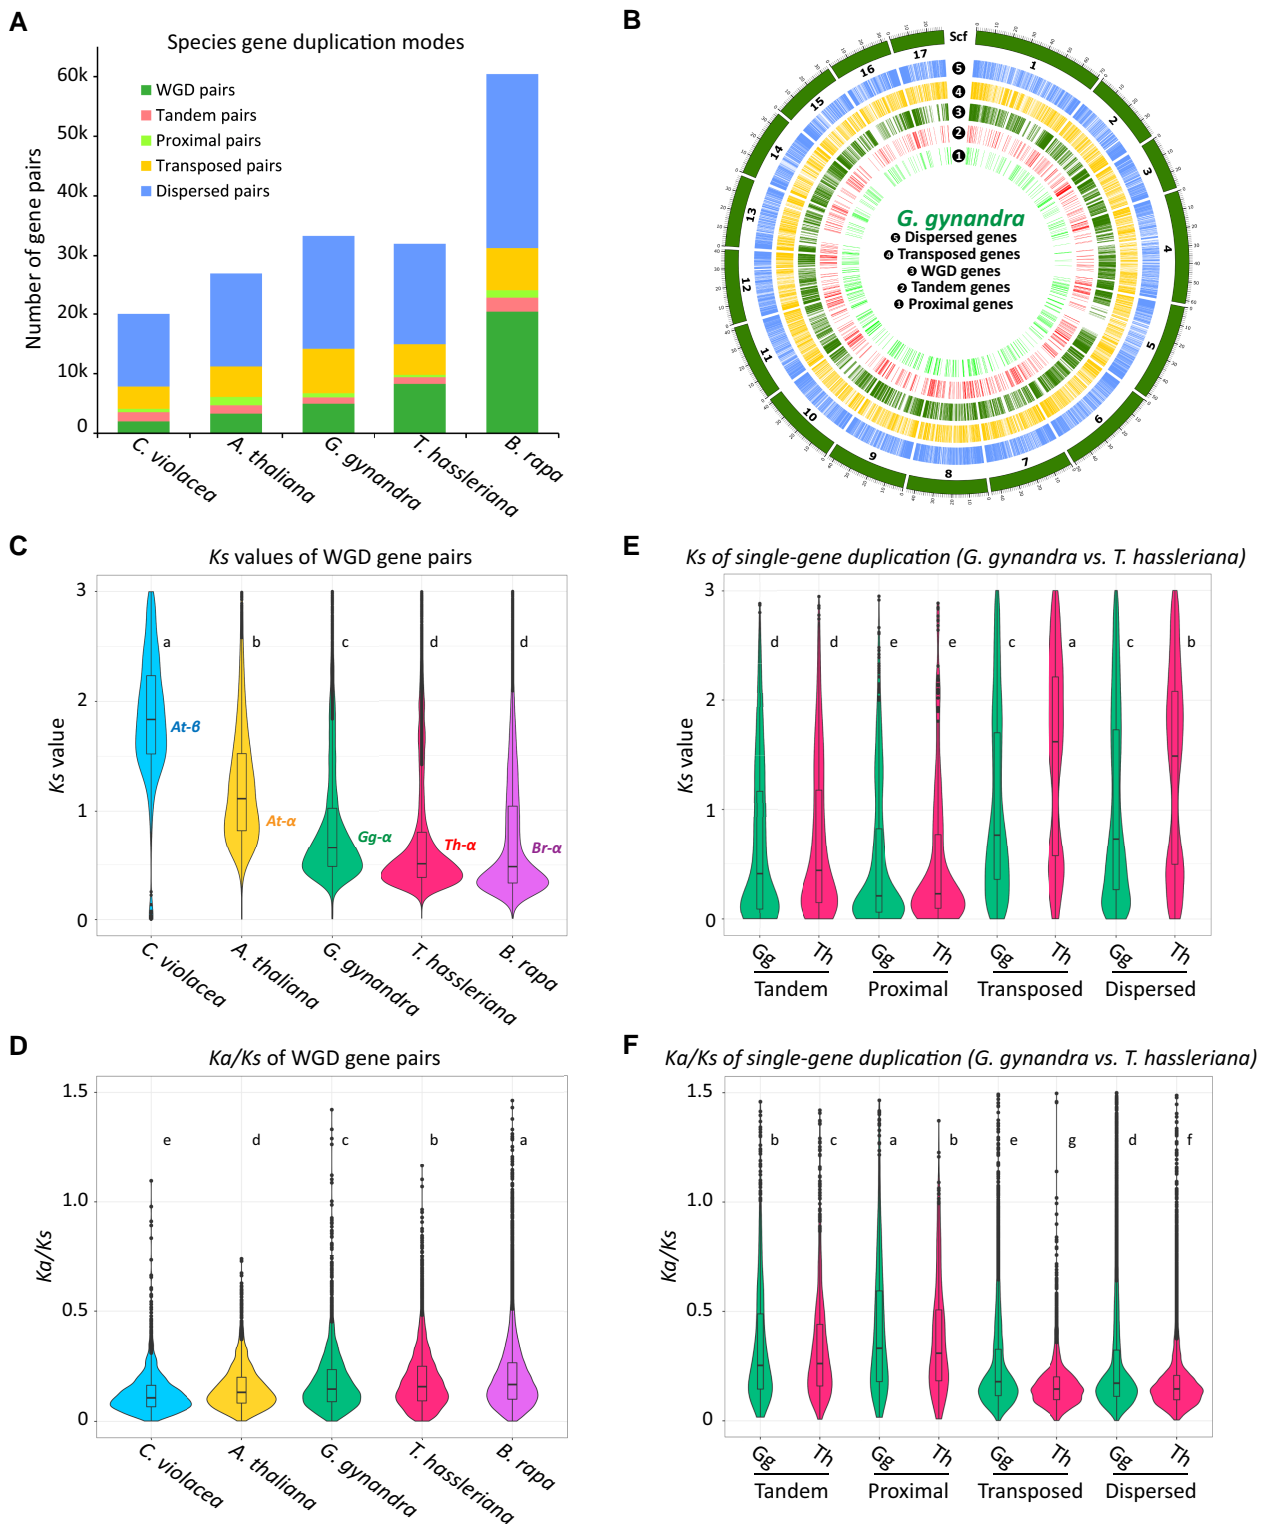 A
Species gene duplication modes
Number of gene pairs
60k
50k
40k
30k
20k
10k
0
WGD pairs
Tandem pairs
Proximal pairs
Transposed pairs
Dispersed pairs
C. violacea
A. thaliana
G. gynandra
T. hassleriana
B. rapa
B
Scf
1
2
3
4
5
6
7
8
9
10
11
12
13
14
15
16
17
❺
❹
❸
❷
❶
G. gynandra
❺ Dispersed genes
❹ Transposed genes
❸ WGD genes
❷ Tandem genes
❶ Proximal genes
C
Ks values of WGD gene pairs
Ks value
3
2
1
0
a
b
c
d
d
At-β
At-α
Gg-α
Th-α
Br-α
C. violacea
A. thaliana
G. gynandra
T. hassleriana
B. rapa
E
Ks of single-gene duplication (G. gynandra vs. T. hassleriana)
Ks value
3
2
1
0
d
d
e
e
c
a
c
b
Gg
Th
Gg
Th
Gg
Th
Gg
Th
Tandem
Proximal
Transposed
Dispersed
D
Ka/Ks of WGD gene pairs
Ka/Ks
1.5
1.0
0.5
0
e
d
c
b
a
C. violacea
A. thaliana
G. gynandra
T. hassleriana
B. rapa
F
Ka/Ks of single-gene duplication (G. gynandra vs. T. hassleriana)
Ka/Ks
1.5
1.0
0.5
0
b
c
a
b
e
g
d
f
Gg
Th
Gg
Th
Gg
Th
Gg
Th
Tandem
Proximal
Transposed
Dispersed